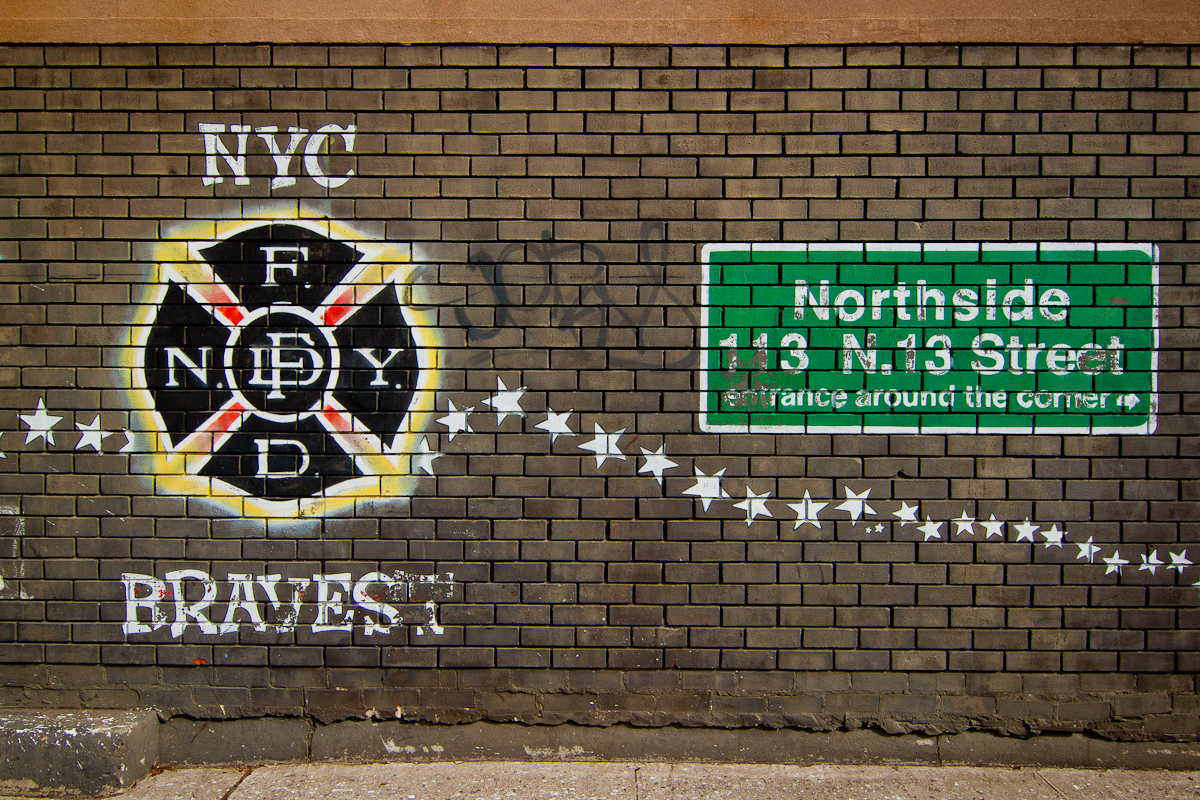 NYC
F.
N. FD Y.
D.
BRAVEST
Northside
113 N.13 Street
entrance around the corner →